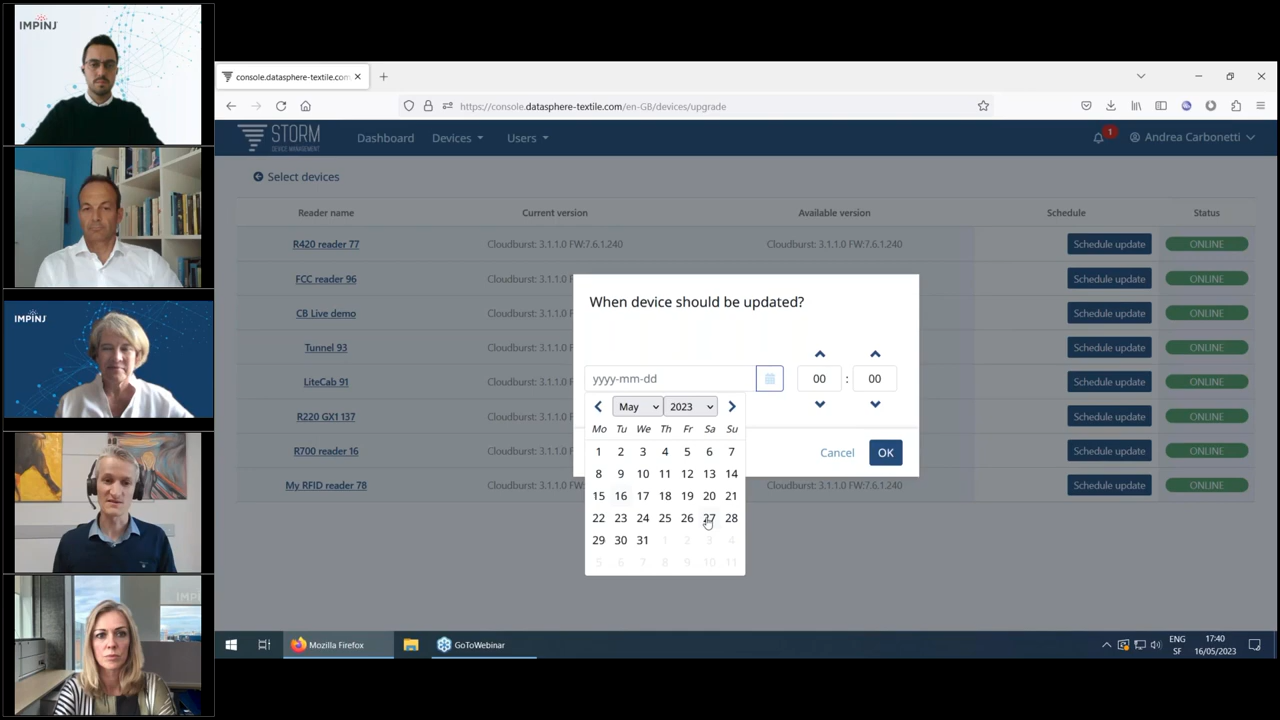 IMPINJ
IMPINJ
IMPINJ
console.datasphere-textile.com
https://console.datasphere-textile.com/en-GB/devices/upgrade
STORM
DEVICE MANAGEMENT
Dashboard
Devices
Users
1
Andrea Carbonetti
Select devices
Reader name Current version Available version Schedule Status
R420 reader 77 Cloudburst: 3.1.1.0 FW:7.6.1.240 Cloudburst: 3.1.1.0 FW:7.6.1.240 Schedule update ONLINE
FCC reader 96 Cloudburst: 3.1.1.0 F Schedule update ONLINE
CB Live demo Cloudburst: 3.1.1.0 F Schedule update ONLINE
Tunnel 93 Cloudburst: 3.1.1.0 F Schedule update ONLINE
LiteCab 91 Cloudburst: 3.1.1.0 F Schedule update ONLINE
R220 GX1 137 Cloudburst: 3.1.1.0 F Schedule update ONLINE
R700 reader 16 Cloudburst: 3.1.1.0 F Schedule update ONLINE
My RFID reader 78 Cloudburst: 3.1.1.0 F .240 Schedule update ONLINE
When device should be updated?
yyyy-mm-dd
00 : 00
May 2023
Mo Tu We Th Fr Sa Su
1 2 3 4 5 6 7
8 9 10 11 12 13 14
15 16 17 18 19 20 21
22 23 24 25 26 27 28
29 30 31 1 2 3 4
5 6 7 8 9 10 11
Cancel OK
Mozilla Firefox
GoToWebinar
ENG
SF
17:40
16/05/2023